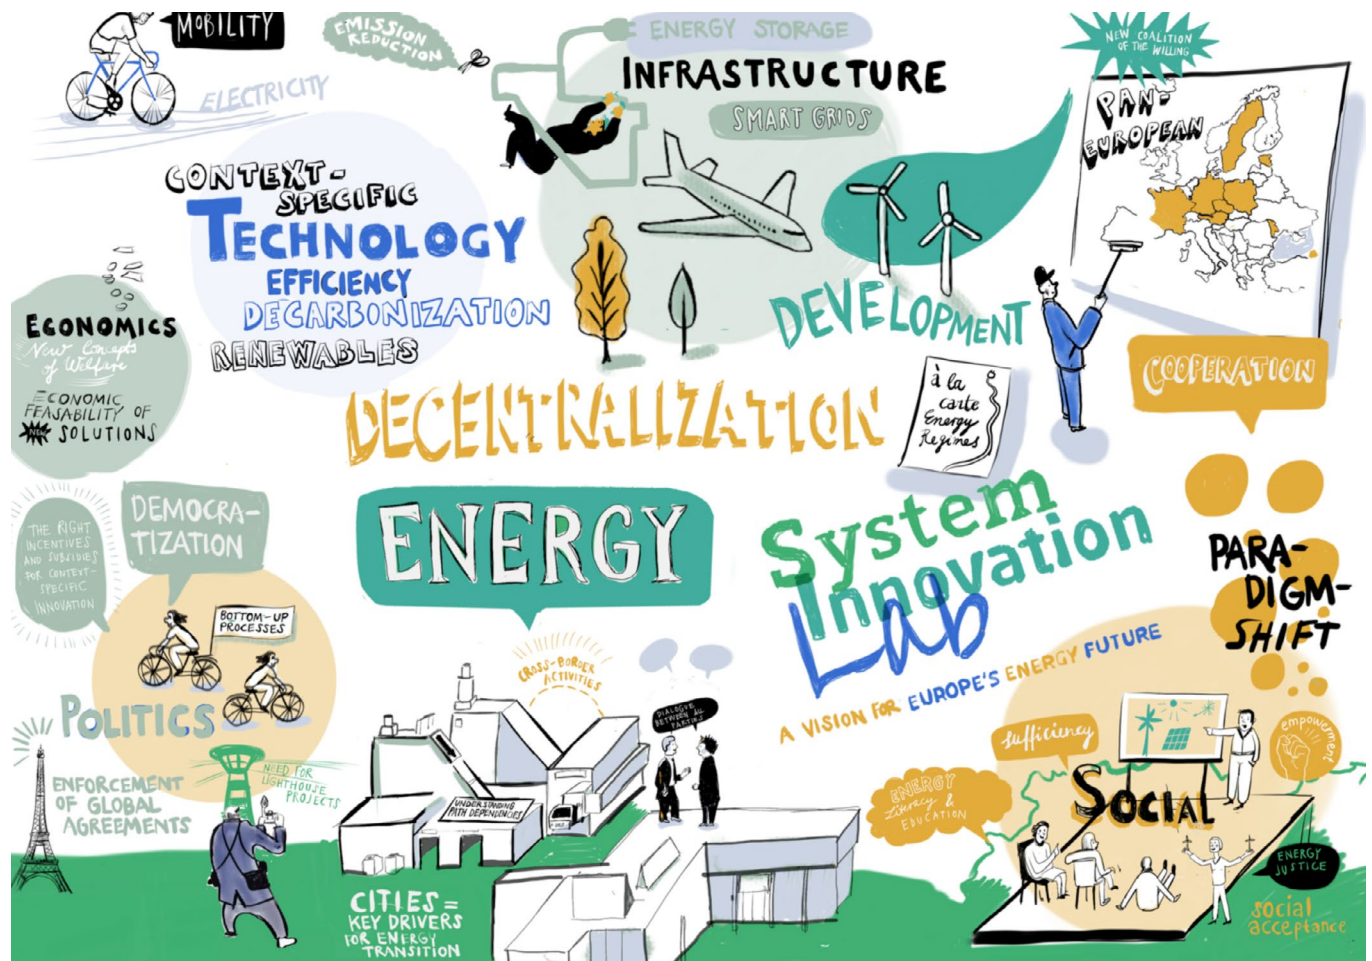 MOBILITY
ELECTRICITY
EMISSION
REDUCTION
ENERGY STORAGE
INFRASTRUCTURE
SMART GRIDS
NEW COALITION
OF THE WILLING
PAN-
EUROPEAN
CONTEXT-
SPECIFIC
TECHNOLOGY
EFFICIENCY
DECARBONIZATION
RENEWABLES
DEVELOPMENT
COOPERATION
ECONOMICS
New Concepts
of Welfare
ECONOMIC
FEASABILITY OF
NEW SOLUTIONS
DECENTRALIZATION
à la
carte
Energy
Regimes
THE RIGHT
INCENTIVES
AND SUBSIDIES
FOR CONTEXT-
SPECIFIC
INNOVATION
DEMOCRA-
TIZATION
BOTTOM-UP
PROCESSES
POLITICS
ENFORCEMENT
OF GLOBAL
AGREEMENTS
NEED FOR
LIGHTHOUSE
PROJECTS
ENERGY
CROSS-BORDER
ACTIVITIES
DIALOGUE
BETWEEN ALL
PARTIES
UNDERSTANDING
PATH DEPENDENCIES
CITIES =
KEY DRIVERS
FOR ENERGY
TRANSITION
System
Innovation
Lab
A VISION FOR EUROPE'S ENERGY FUTURE
PARA-
DIGM-
SHIFT
Sufficiency
empowerment
ENERGY
Literacy &
EDUCATION
SOCIAL
ENERGY
JUSTICE
social
acceptance